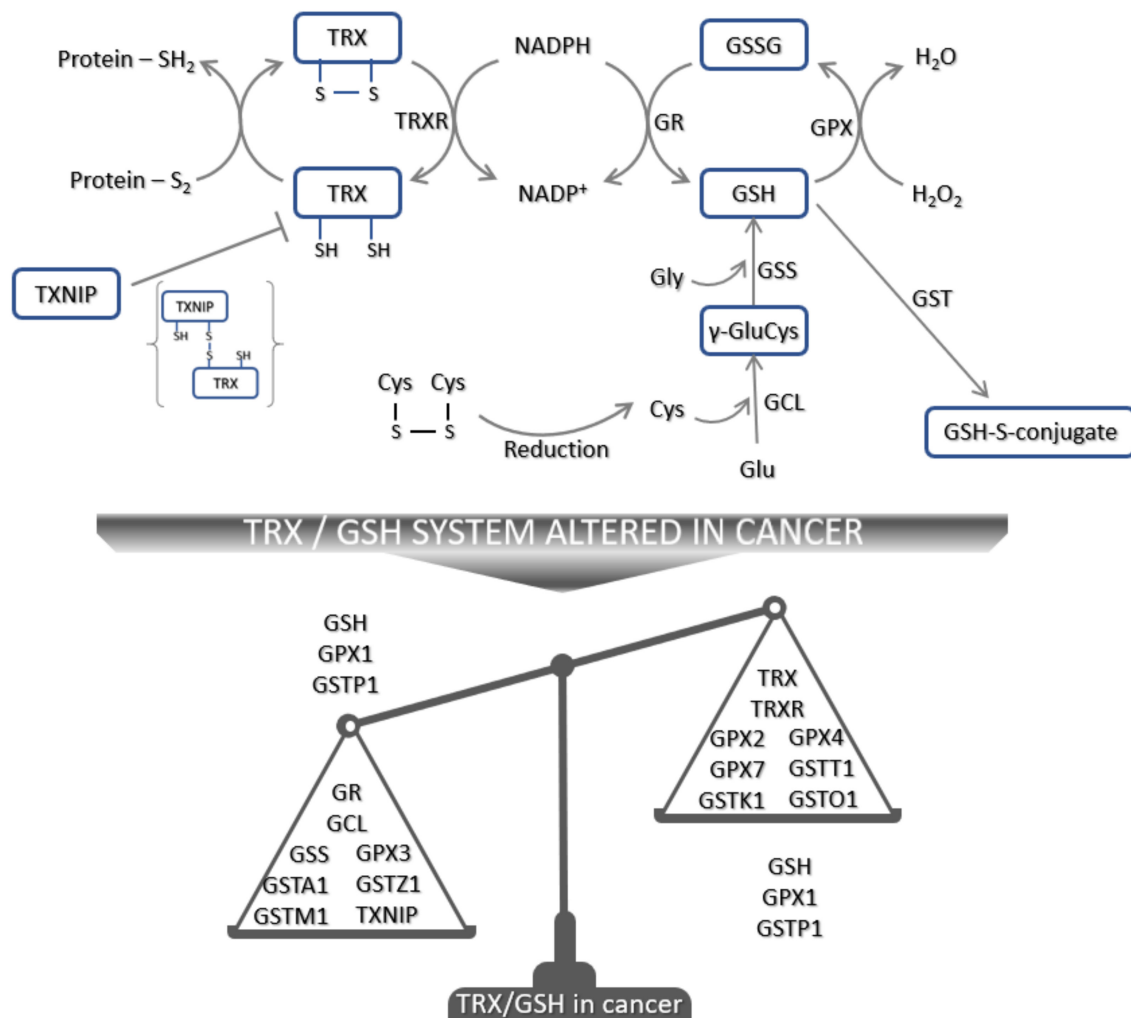 Protein – SH₂
TRX
S — S
NADPH
GSSG
H₂O
TRXR
GR
GPX
Protein – S₂
TRX
SH SH
NADP⁺
GSH
H₂O₂
TXNIP
TXNIP
SH S
S SH
TRX
Gly
GSS
GST
γ-GluCys
Cys Cys
S — S
Reduction
Cys
GCL
Glu
GSH-S-conjugate
TRX / GSH SYSTEM ALTERED IN CANCER
GSH
GPX1
GSTP1
GR
GCL
GSS GPX3
GSTA1 GSTZ1
GSTM1 TXNIP
TRX
TRXR
GPX2 GPX4
GPX7 GSTT1
GSTK1 GSTO1
GSH
GPX1
GSTP1
TRX/GSH in cancer